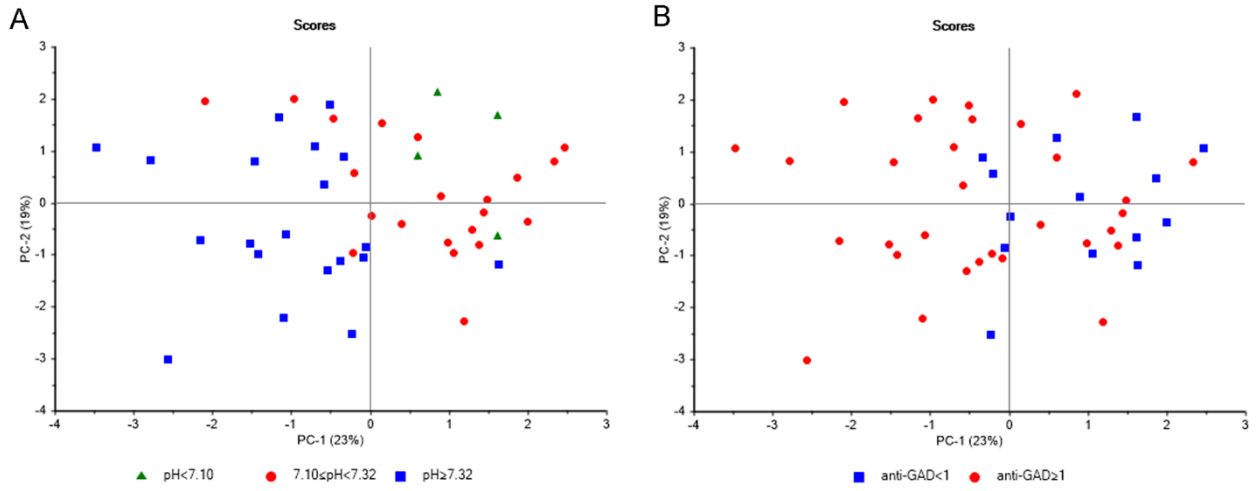 A
Scores
3
2
1
0
-1
-2
-3
-4
PC-2 (19%)
-4 -3 -2 -1 0 1 2 3
PC-1 (23%)
pH<7.10 7.10≤pH<7.32 pH≥7.32
B
Scores
3
2
1
0
-1
-2
-3
-4
PC-2 (19%)
-4 -3 -2 -1 0 1 2 3
PC-1 (23%)
anti-GAD<1 anti-GAD≥1